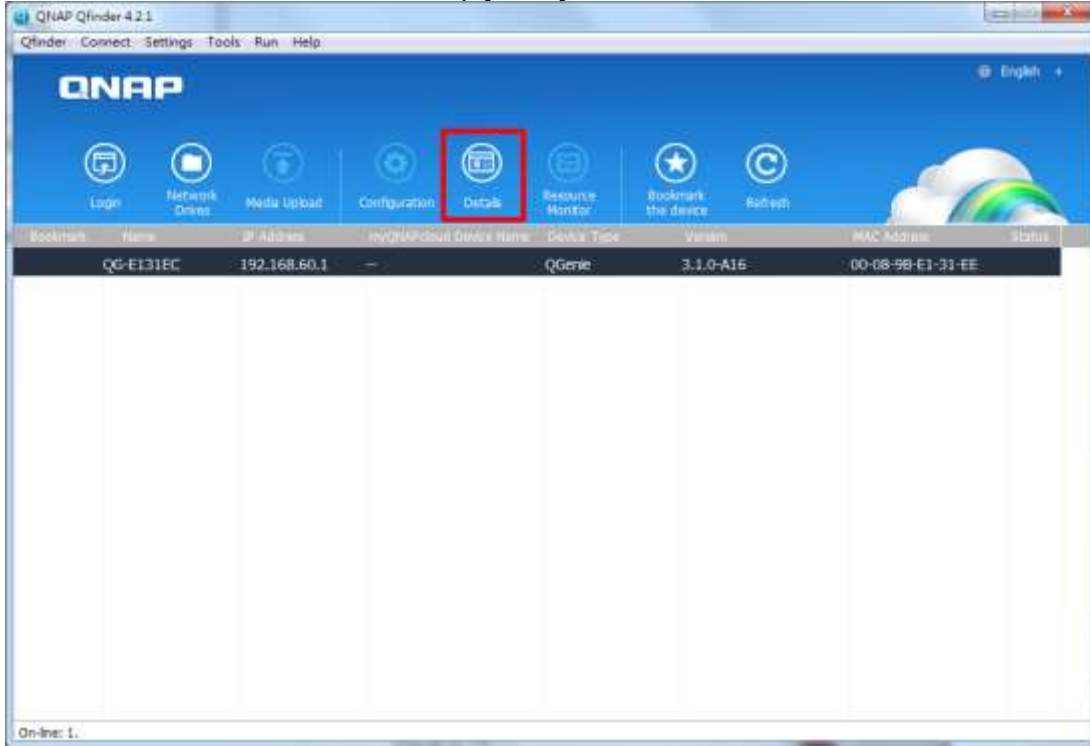 QNAP Qfinder 4.2.1
Qfinder Connect Settings Tools Run Help
QNAP
English
Login
Network Drives
Media Upload
Configuration
Details
Resource Monitor
Bookmark the device
Refresh
Bookmark Name IP Address myQNAPcloud Device Name Device Type Version MAC Address Status
QG-E131EC 192.168.60.1 -- QGenie 3.1.0-A16 00-08-9B-E1-31-EE
On-line: 1.